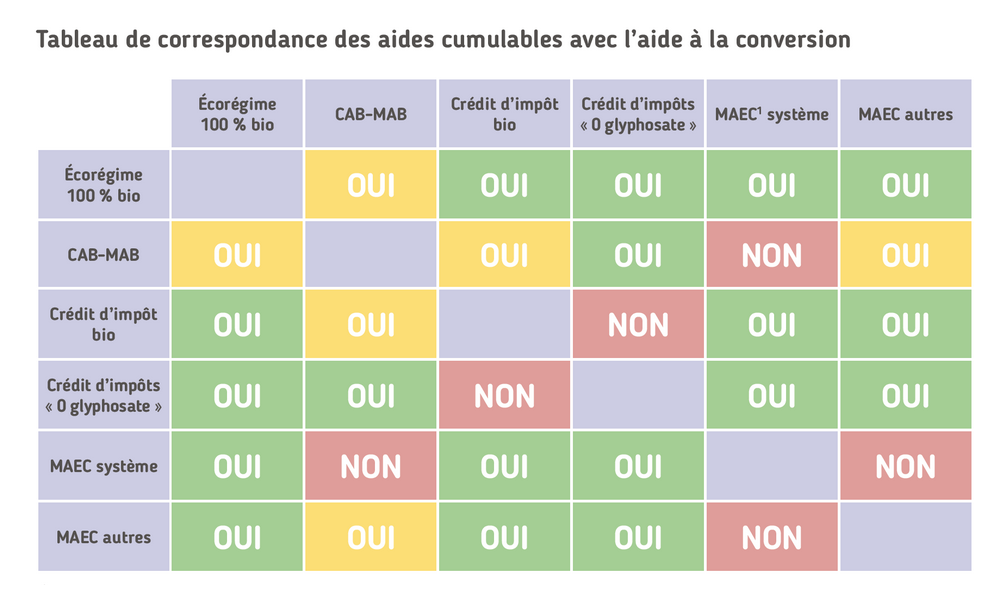 Tableau de correspondance des aides cumulables avec l’aide à la conversion
Écorégime
100 % bio
CAB-MAB
Crédit d’impôt
bio
Crédit d’impôts
« 0 glyphosate »
MAEC¹ système
MAEC autres
Écorégime
100 % bio
OUI
OUI
OUI
OUI
OUI
CAB-MAB
OUI
OUI
OUI
NON
OUI
Crédit d’impôt
bio
OUI
OUI
NON
OUI
OUI
Crédit d’impôts
« 0 glyphosate »
OUI
OUI
NON
OUI
OUI
MAEC système
OUI
NON
OUI
OUI
NON
MAEC autres
OUI
OUI
OUI
OUI
NON